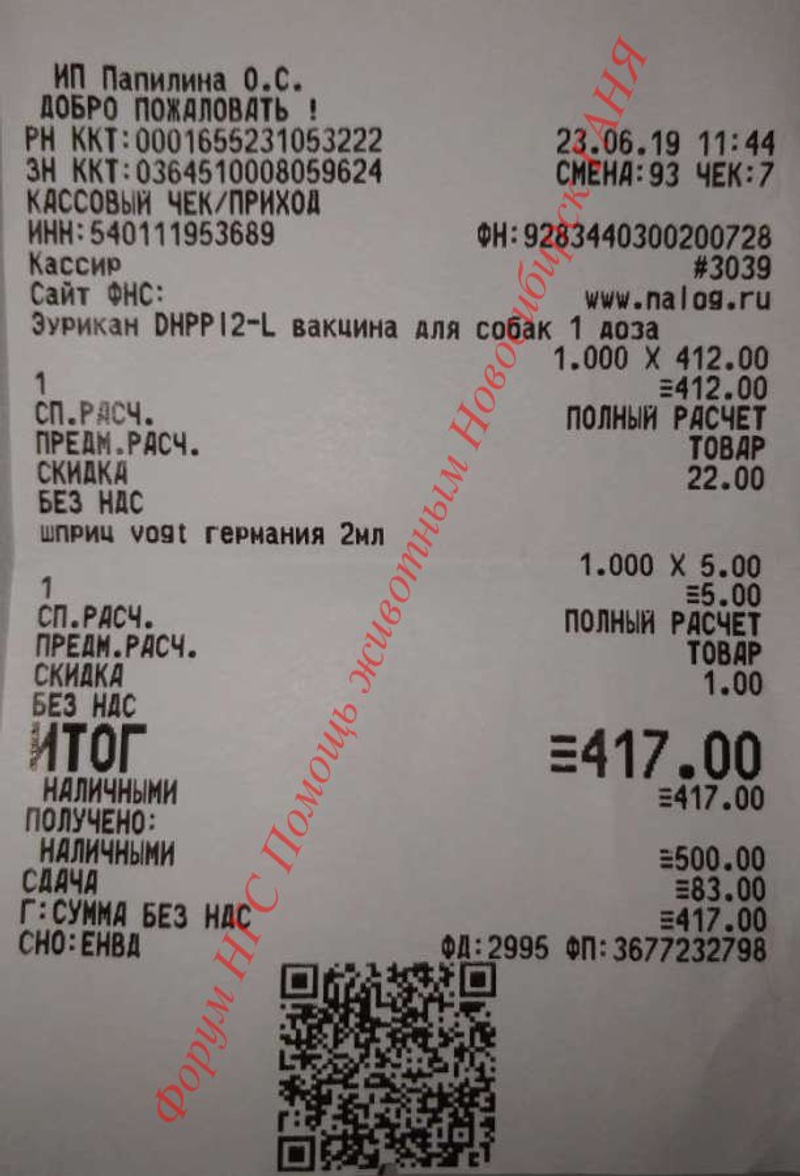 ИП Папилина О.С.
ДОБРО ПОЖАЛОВАТЬ !
РН ККТ:0001655231053222 23.06.19 11:44
ЗН ККТ:03645100080​59624 СМЕНА:93 ЧЕК:7
КАССОВЫЙ ЧЕК/ПРИХОД
ИНН:540111953689 ФН:9283440300200728
Кассир #3039
Сайт ФНС: www.nalog.ru
Эурикан DHPPI2-L вакцина для собак 1 доза
1.000 X 412.00
1 ≡412.00
СП.РАСЧ. ПОЛНЫЙ РАСЧЕТ
ПРЕДМ.РАСЧ. ТОВАР
СКИДКА 22.00
БЕЗ НДС
шприц vogt германия 2мл
1.000 X 5.00
1 ≡5.00
СП.РАСЧ. ПОЛНЫЙ РАСЧЕТ
ПРЕДМ.РАСЧ. ТОВАР
СКИДКА 1.00
БЕЗ НДС
ИТОГ ≡417.00
НАЛИЧНЫМИ ≡417.00
ПОЛУЧЕНО:
НАЛИЧНЫМИ ≡500.00
СДАЧА ≡83.00
Г:СУММА БЕЗ НДС ≡417.00
СНО:ЕНВД ФД:2995 ФП:3677232798
Форум НГС Помощь животным Новосибирск ТАНЯ